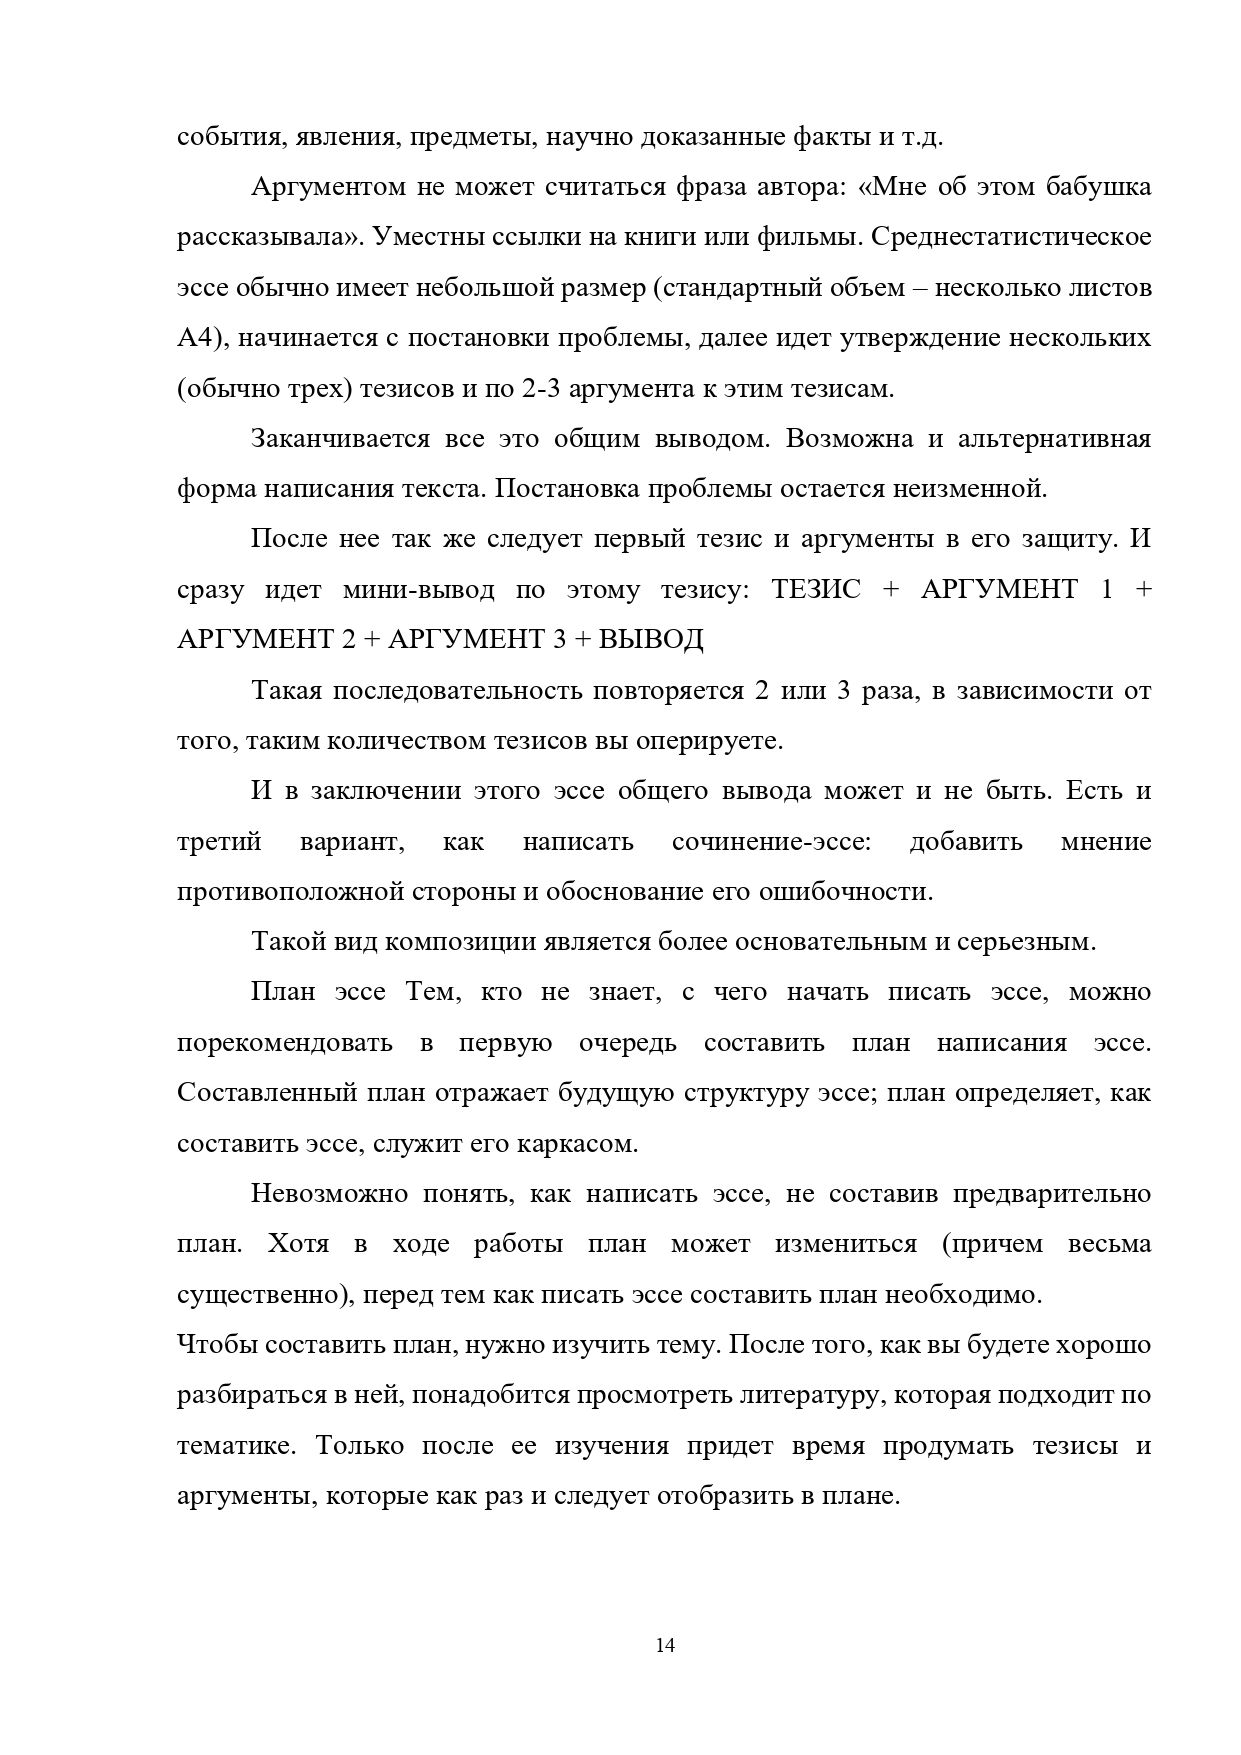 события, явления, предметы, научно доказанные факты и т.д.
Аргументом не может считаться фраза автора: «Мне об этом бабушка
рассказывала». Уместны ссылки на книги или фильмы. Среднестатистическое
эссе обычно имеет небольшой размер (стандартный объем – несколько листов
А4), начинается с постановки проблемы, далее идет утверждение нескольких
(обычно трех) тезисов и по 2-3 аргумента к этим тезисам.
Заканчивается все это общим выводом. Возможна и альтернативная
форма написания текста. Постановка проблемы остается неизменной.
После нее так же следует первый тезис и аргументы в его защиту. И
сразу идет мини-вывод по этому тезису: ТЕЗИС + АРГУМЕНТ 1 +
АРГУМЕНТ 2 + АРГУМЕНТ 3 + ВЫВОД
Такая последовательность повторяется 2 или 3 раза, в зависимости от
того, таким количеством тезисов вы оперируете.
И в заключении этого эссе общего вывода может и не быть. Есть и
третий вариант, как написать сочинение-эссе: добавить мнение
противоположной стороны и обоснование его ошибочности.
Такой вид композиции является более основательным и серьезным.
План эссе Тем, кто не знает, с чего начать писать эссе, можно
порекомендовать в первую очередь составить план написания эссе.
Составленный план отражает будущую структуру эссе; план определяет, как
составить эссе, служит его каркасом.
Невозможно понять, как написать эссе, не составив предварительно
план. Хотя в ходе работы план может измениться (причем весьма
существенно), перед тем как писать эссе составить план необходимо.
Чтобы составить план, нужно изучить тему. После того, как вы будете хорошо
разбираться в ней, понадобится просмотреть литературу, которая подходит по
тематике. Только после ее изучения придет время продумать тезисы и
аргументы, которые как раз и следует отобразить в плане.
14